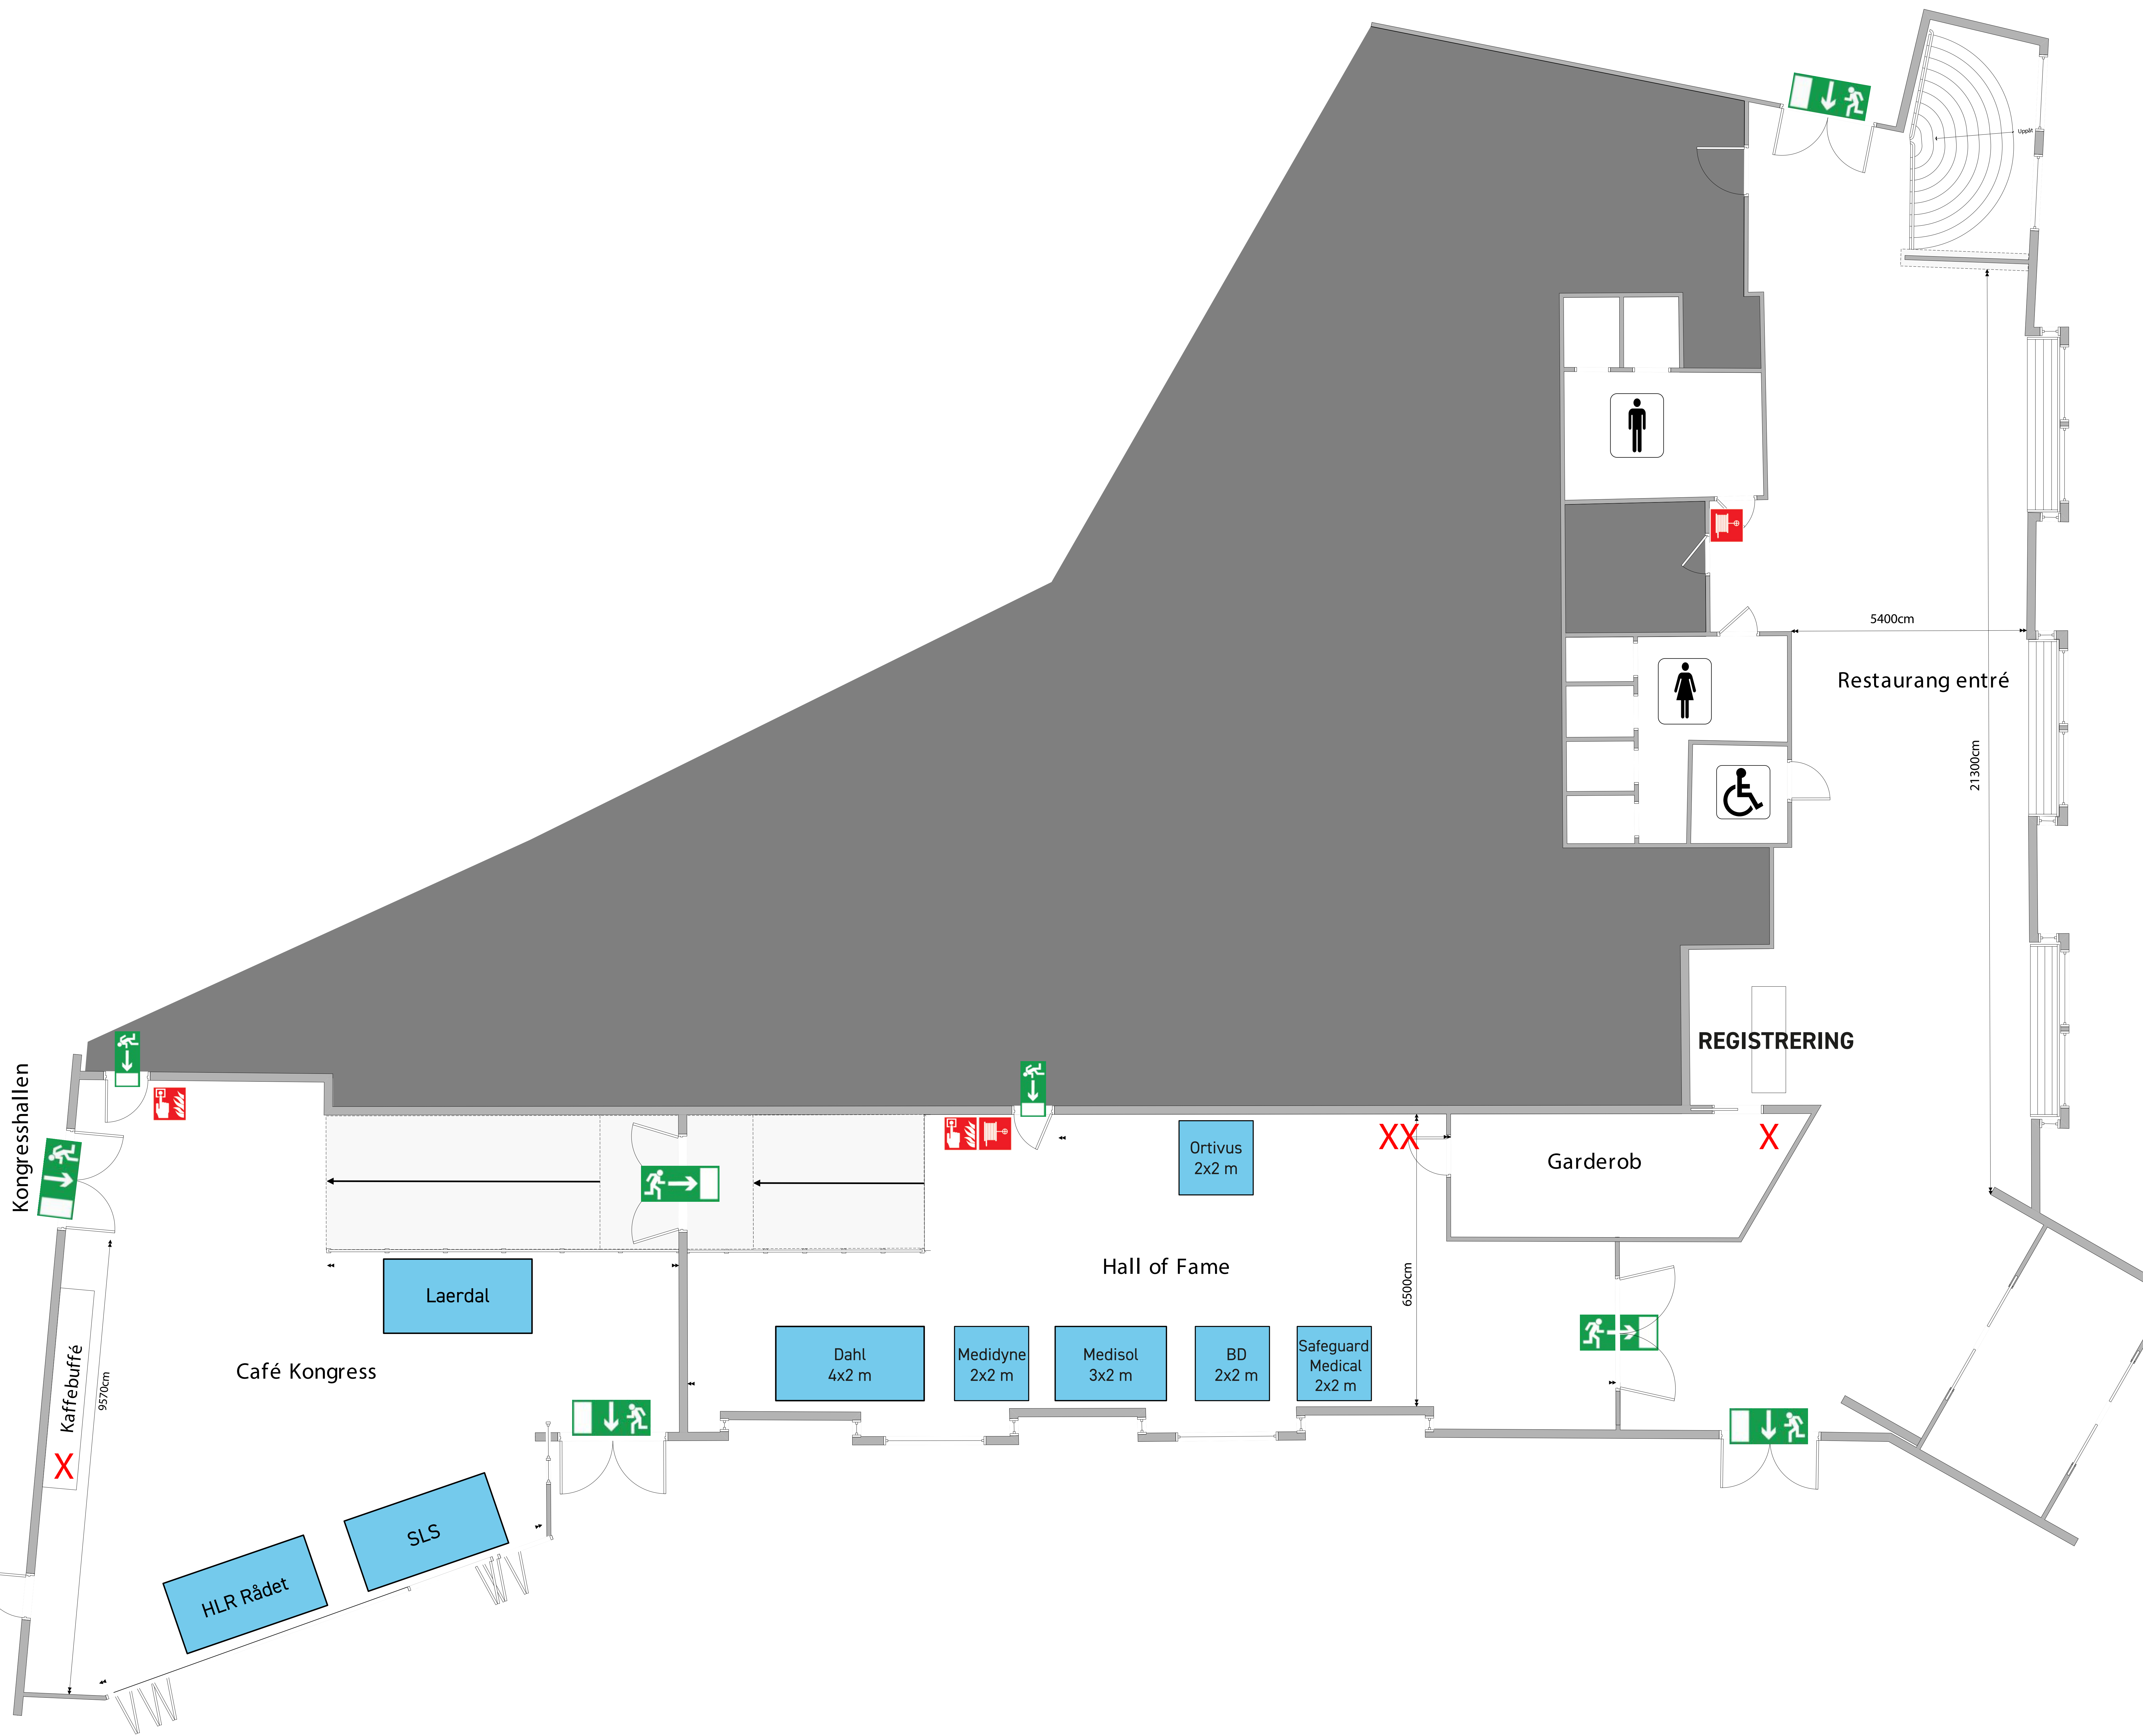 Uppåt
5400cm
Restaurang entré
21300cm
REGISTRERING
Kongresshallen
X X
X
Ortivus
2x2 m
Garderob
Hall of Fame
6500cm
Laerdal
Dahl
4x2 m
Medidyne
2x2 m
Medisol
3x2 m
BD
2x2 m
Safeguard
Medical
2x2 m
Café Kongress
Kaffebuffé
9570cm
X
SLS
HLR Rådet